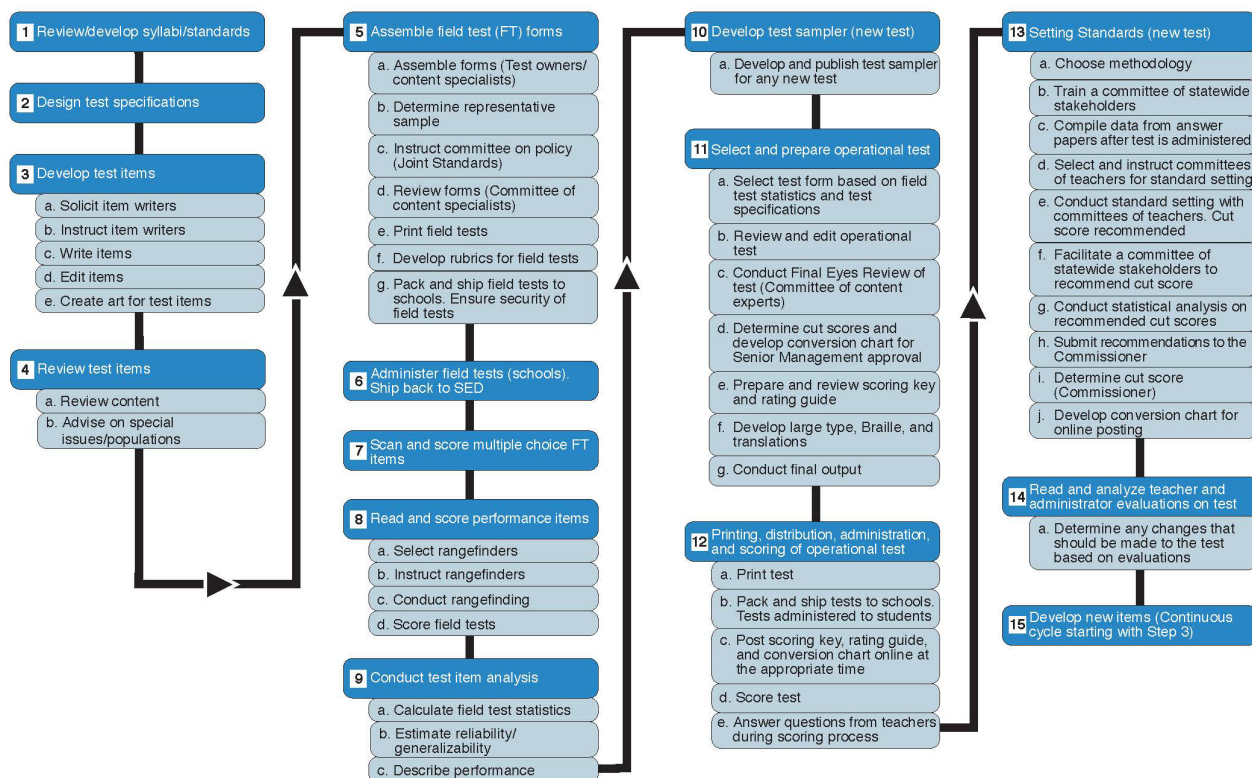 1 Review/develop syllabi/standards
2 Design test specifications
3 Develop test items
a. Solicit item writers
b. Instruct item writers
c. Write items
d. Edit items
e. Create art for test items
4 Review test items
a. Review content
b. Advise on special
issues/populations
5 Assemble field test (FT) forms
a. Assemble forms (Test owners/
content specialists)
b. Determine representative
sample
c. Instruct committee on policy
(Joint Standards)
d. Review forms (Committee of
content specialists)
e. Print field tests
f. Develop rubrics for field tests
g. Pack and ship field tests to
schools. Ensure security of
field tests
6 Administer field tests (schools).
Ship back to SED
7 Scan and score multiple choice FT
items
8 Read and score performance items
a. Select rangefinders
b. Instruct rangefinders
c. Conduct rangefinding
d. Score field tests
9 Conduct test item analysis
a. Calculate field test statistics
b. Estimate reliability/
generalizability
c. Describe performance
10 Develop test sampler (new test)
a. Develop and publish test sampler
for any new test
11 Select and prepare operational test
a. Select test form based on field
test statistics and test
specifications
b. Review and edit operational
test
c. Conduct Final Eyes Review of
test (Committee of content
experts)
d. Determine cut scores and
develop conversion chart for
Senior Management approval
e. Prepare and review scoring key
and rating guide
f. Develop large type, Braille, and
translations
g. Conduct final output
12 Printing, distribution, administration,
and scoring of operational test
a. Print test
b. Pack and ship tests to schools.
Tests administered to students
c. Post scoring key, rating guide,
and conversion chart online at
the appropriate time
d. Score test
e. Answer questions from teachers
during scoring process
13 Setting Standards (new test)
a. Choose methodology
b. Train a committee of statewide
stakeholders
c. Compile data from answer
papers after test is administered
d. Select and instruct committees
of teachers for standard setting
e. Conduct standard setting with
committees of teachers. Cut
score recommended
f. Facilitate a committee of
statewide stakeholders to
recommend cut score
g. Conduct statistical analysis on
recommended cut scores
h. Submit recommendations to the
Commissioner
i. Determine cut score
(Commissioner)
j. Develop conversion chart for
online posting
14 Read and analyze teacher and
administrator evaluations on test
a. Determine any changes that
should be made to the test
based on evaluations
15 Develop new items (Continuous
cycle starting with Step 3)